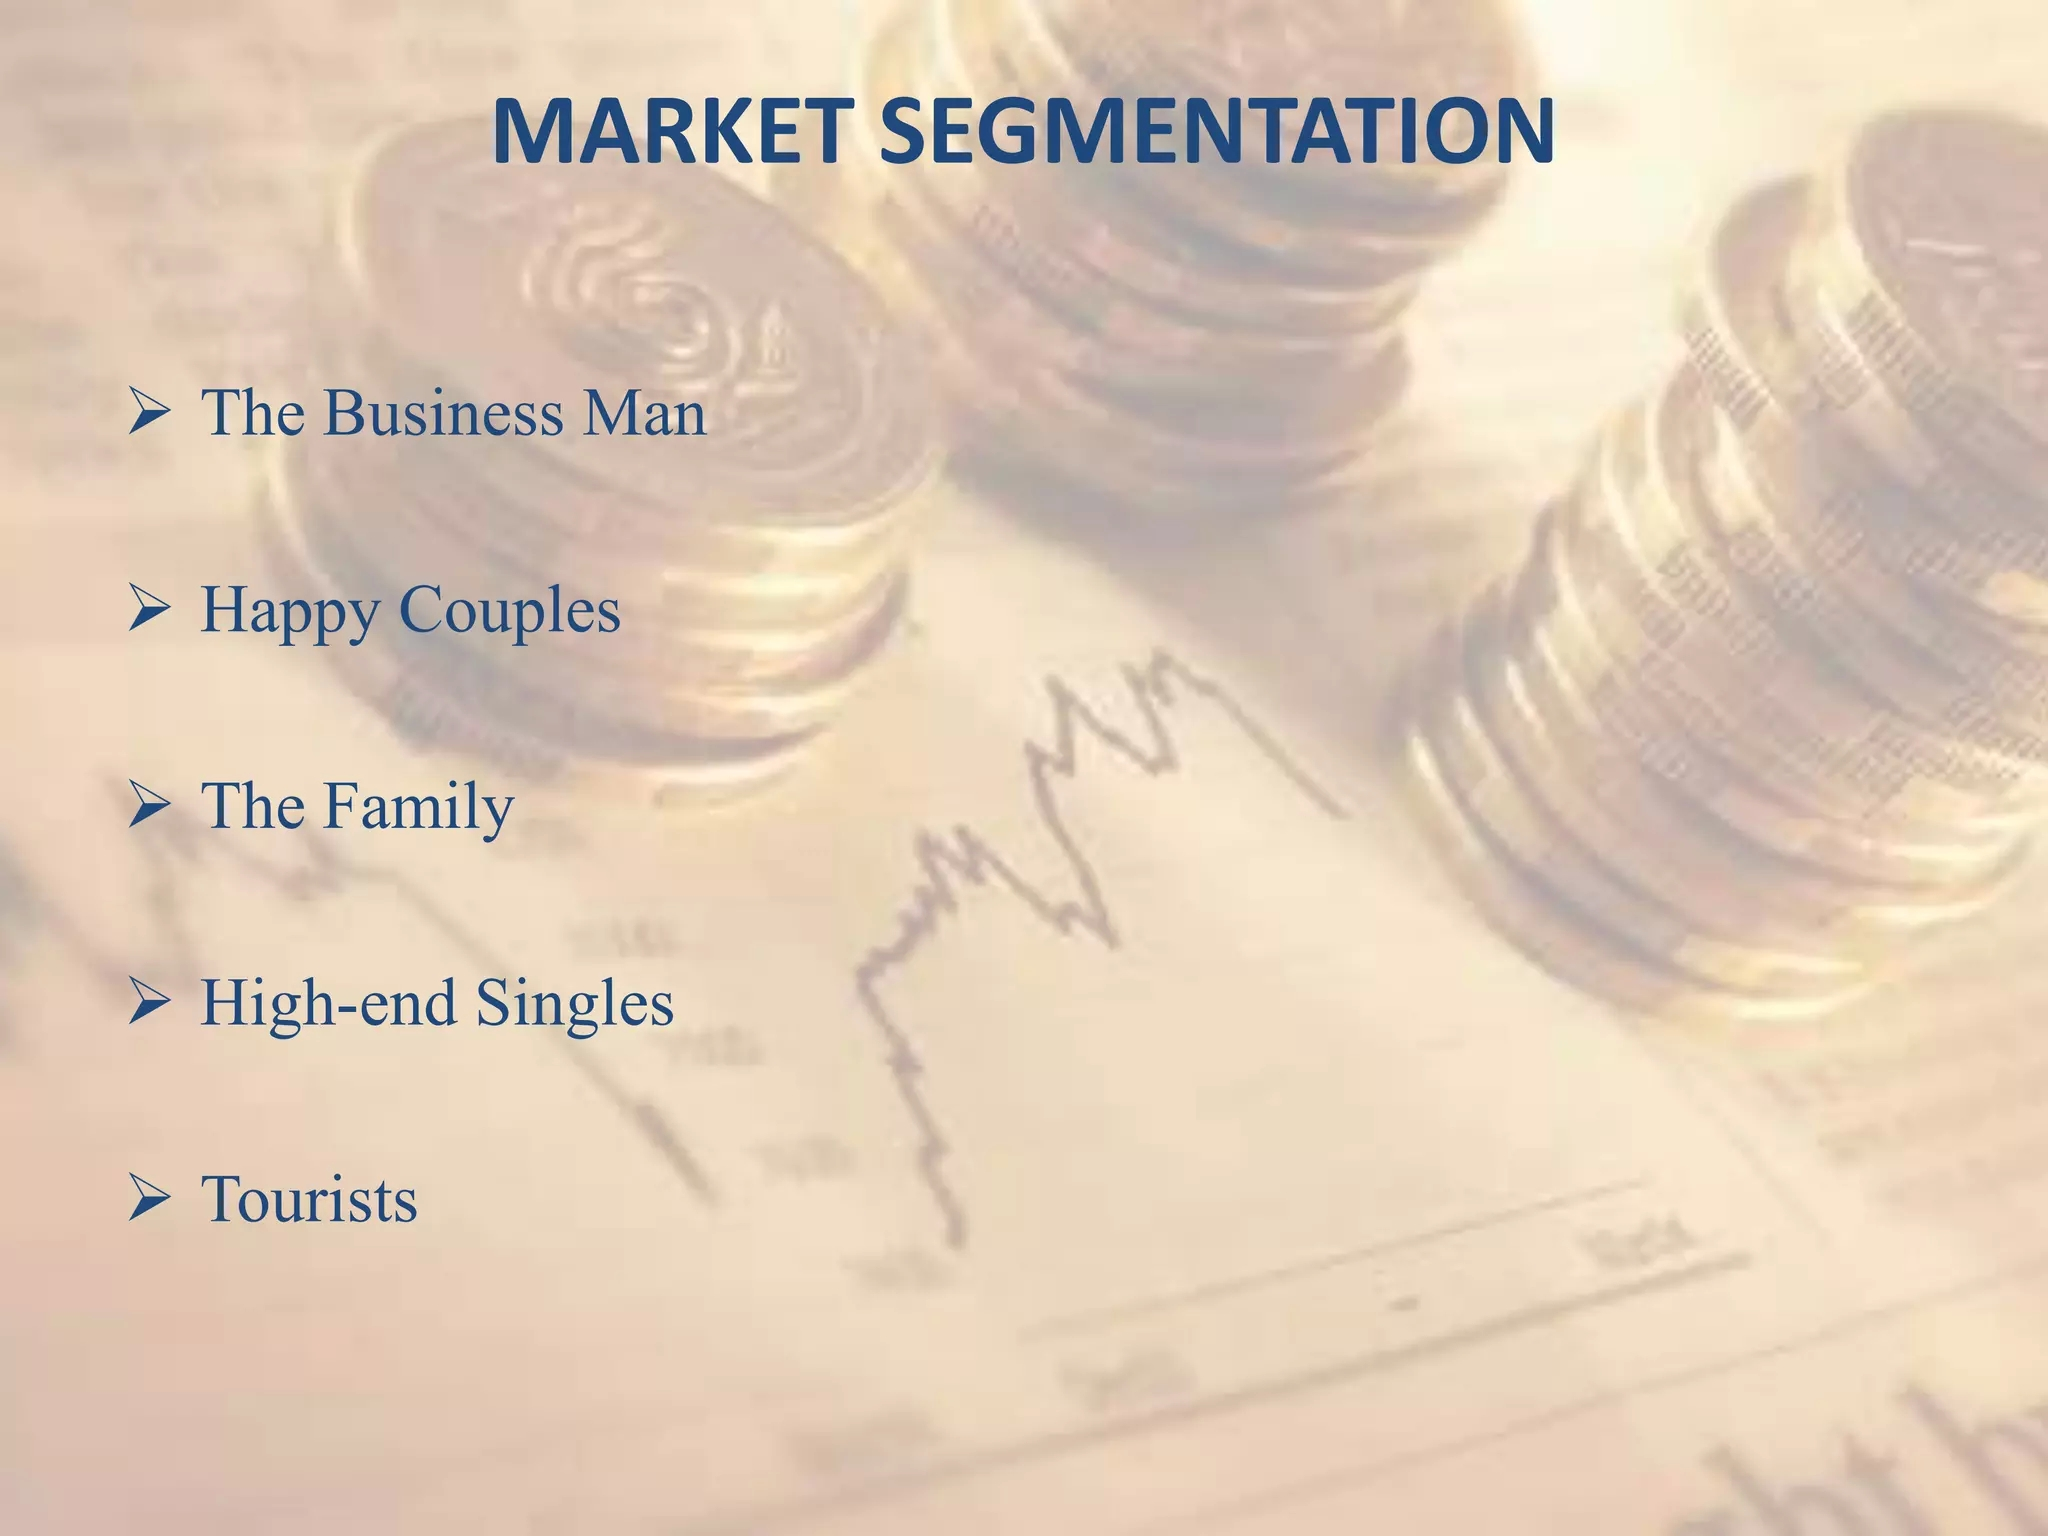 MARKET SEGMENTATION
➢ The Business Man
➢ Happy Couples
➢ The Family
➢ High-end Singles
➢ Tourists